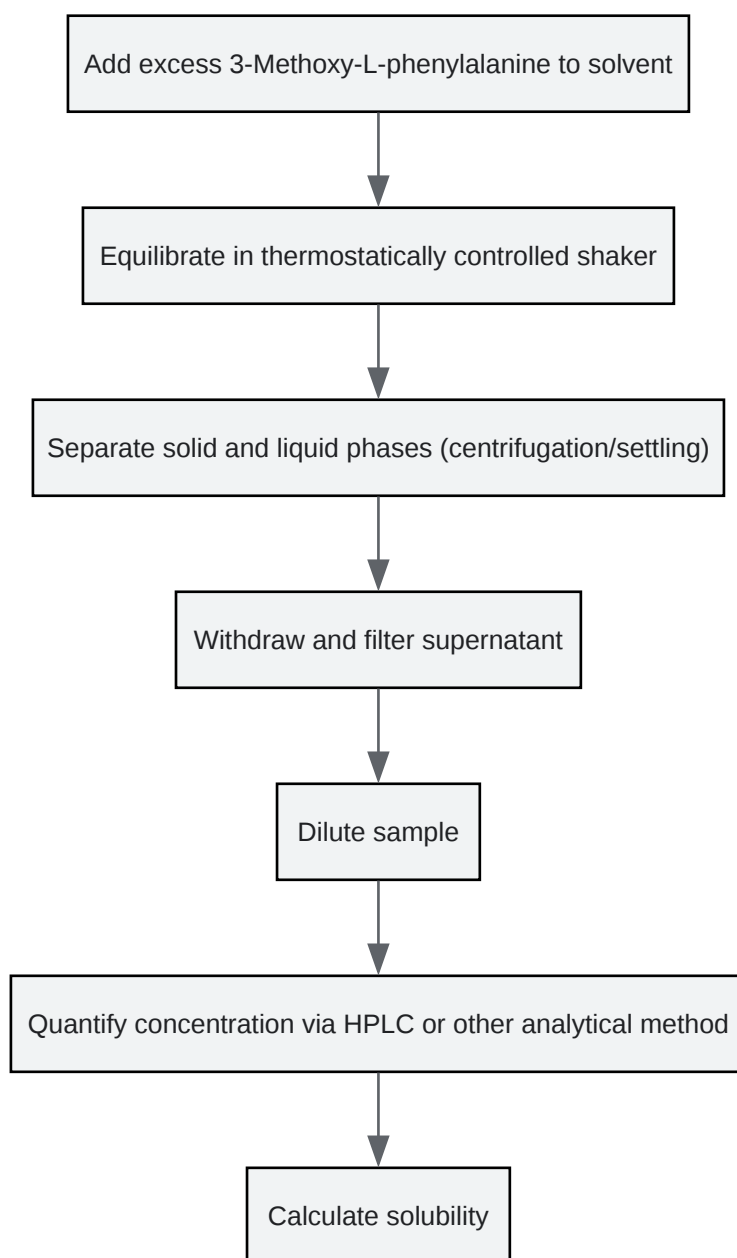 Add excess 3-Methoxy-L-phenylalanine to solvent
Equilibrate in thermostatically controlled shaker
Separate solid and liquid phases (centrifugation/settling)
Withdraw and filter supernatant
Dilute sample
Quantify concentration via HPLC or other analytical method
Calculate solubility